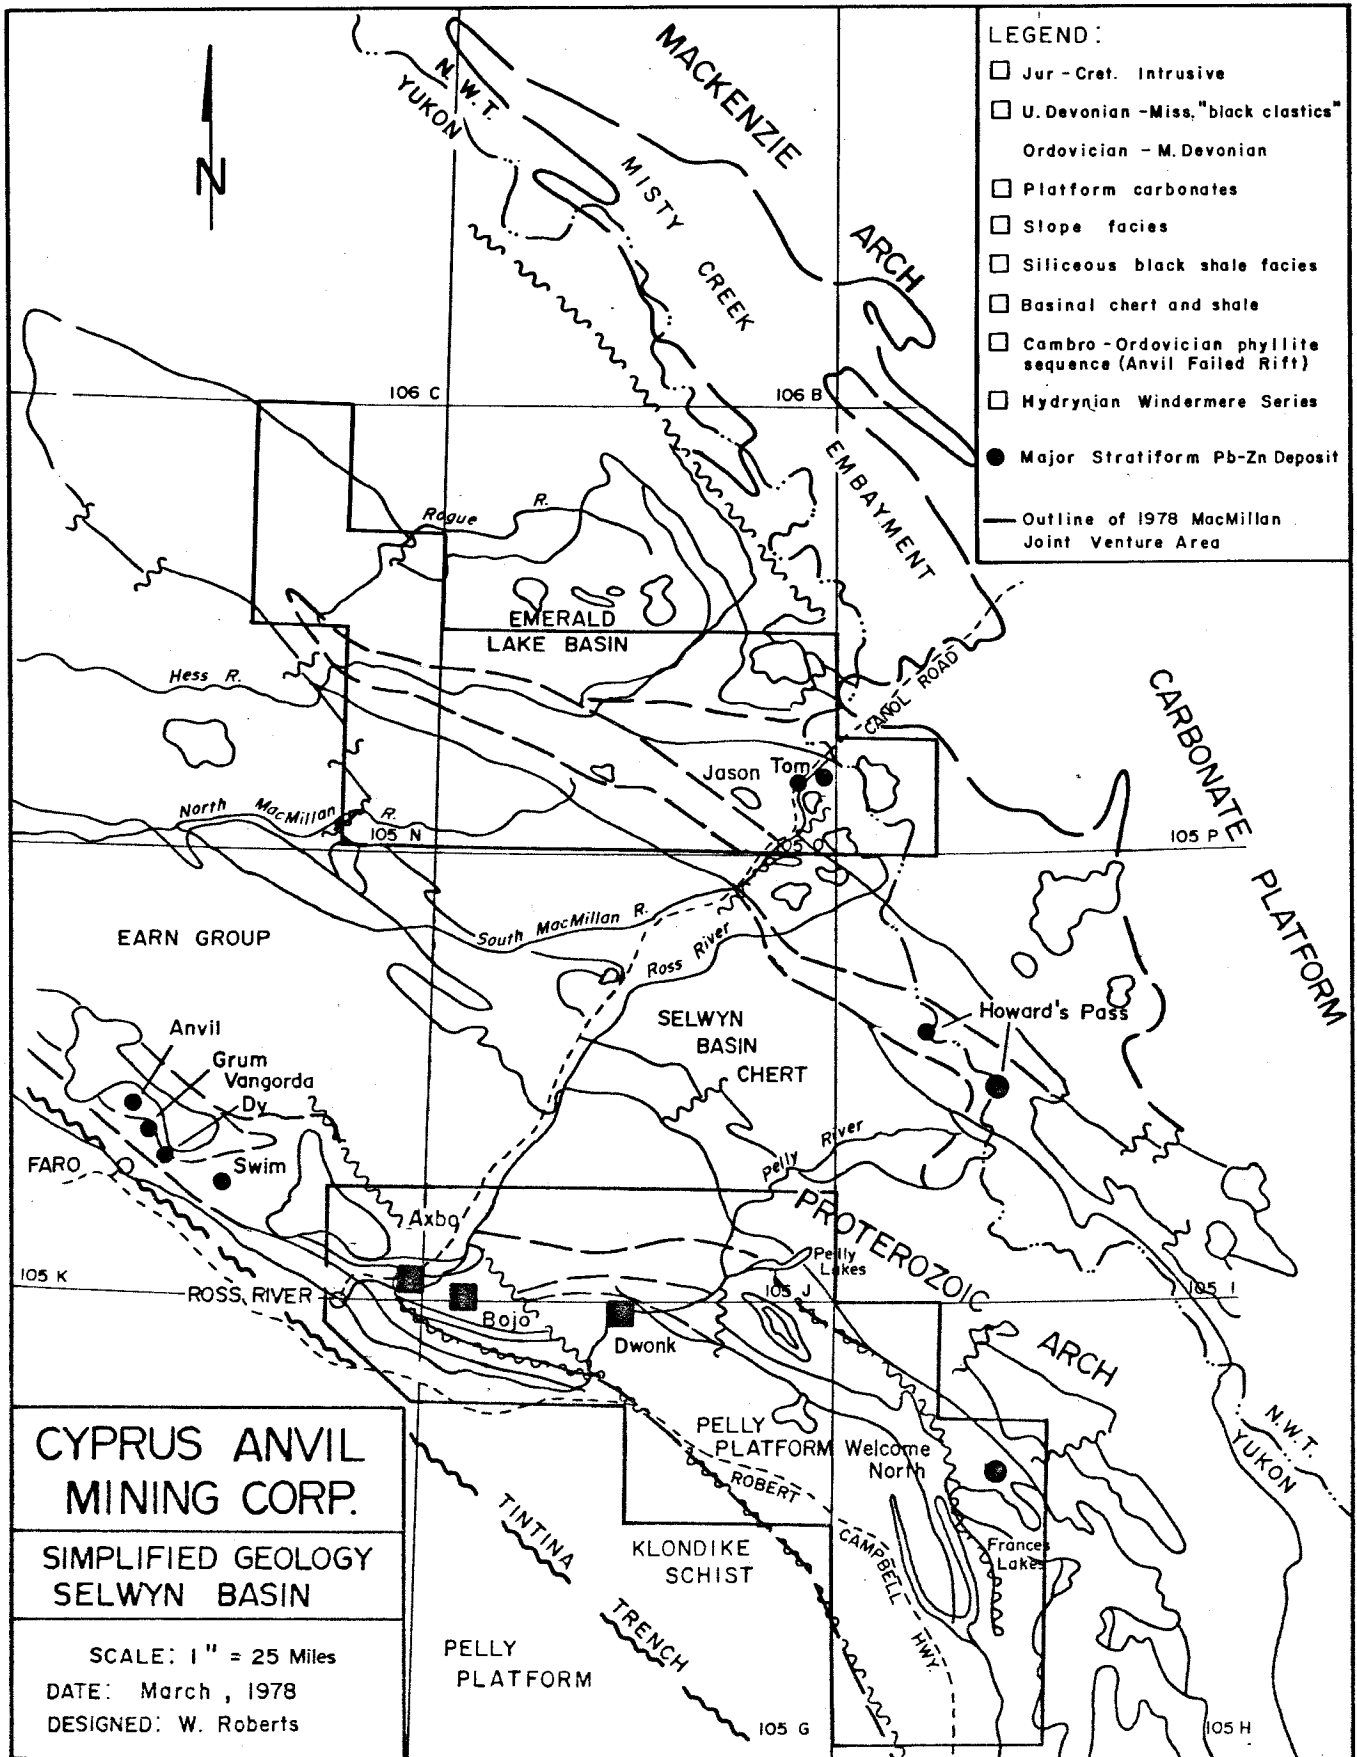 LEGEND:
Jur-Cret. Intrusive
U. Devonian -Miss. "black clastics"
Ordovician - M. Devonian
Platform carbonates
Slope facies
Siliceous black shale facies
Basinal chert and shale
Cambro-Ordovician phyllite
sequence (Anvil Failed Rift)
Hydrynian Windermere Series
Major Stratiform Pb-Zn Deposit
Outline of 1978 MacMillan
Joint Venture Area
N
N.W.T.
YUKON
MACKENZIE
ARCH
MISTY
CREEK
EMBAYMENT
106 C
106 B
Rogue R.
EMERALD
LAKE BASIN
Hess R.
CANOL ROAD
CARBONATE
PLATFORM
Jason
Tom
North MacMillan R.
105 N
105 O
105 P
EARN GROUP
South MacMillan R.
Ross River
SELWYN
BASIN
CHERT
Howard's Pass
Anvil
Grum
Vangorda
Dy
Swim
FARO
Pelly River
Axbo
PROTEROZOIC
ARCH
Pelly
Lakes
105 K
105 J
105 I
ROSS RIVER
Bojo
Dwonk
PELLY
PLATFORM
Welcome
North
ROBERT
CAMPBELL
HWY.
Frances
Lakes
N.W.T.
YUKON
TINTINA
TRENCH
KLONDIKE
SCHIST
PELLY
PLATFORM
105 G
105 H
CYPRUS ANVIL
MINING CORP.
SIMPLIFIED GEOLOGY
SELWYN BASIN
SCALE: 1" = 25 Miles
DATE: March, 1978
DESIGNED: W. Roberts